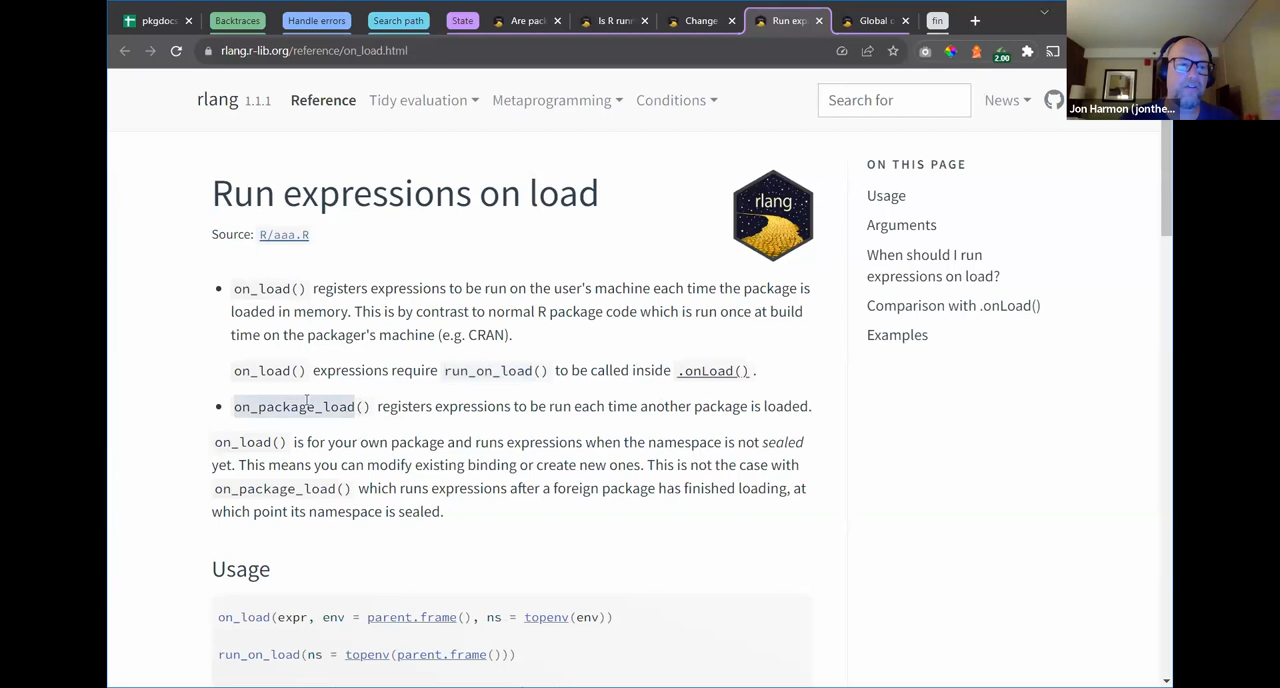 pkgdocs
Backtraces
Handle errors
Search path
State
Are pac
Is R runn
Change
Run exp
Global o
fin
rlang.r-lib.org/reference/on_load.html
2.00
rlang 1.1.1 Reference Tidy evaluation Metaprogramming Conditions Search for News
Jon Harmon (jonthe...
Run expressions on load
rlang
Source: R/aaa.R
on_load() registers expressions to be run on the user's machine each time the package is
loaded in memory. This is by contrast to normal R package code which is run once at build
time on the packager's machine (e.g. CRAN).
on_load() expressions require run_on_load() to be called inside .onLoad() .
on_package_load() registers expressions to be run each time another package is loaded.
on_load() is for your own package and runs expressions when the namespace is not sealed
yet. This means you can modify existing binding or create new ones. This is not the case with
on_package_load() which runs expressions after a foreign package has finished loading, at
which point its namespace is sealed.
Usage
on_load(expr, env = parent.frame(), ns = topenv(env))
run_on_load(ns = topenv(parent.frame()))
ON THIS PAGE
Usage
Arguments
When should I run
expressions on load?
Comparison with .onLoad()
Examples